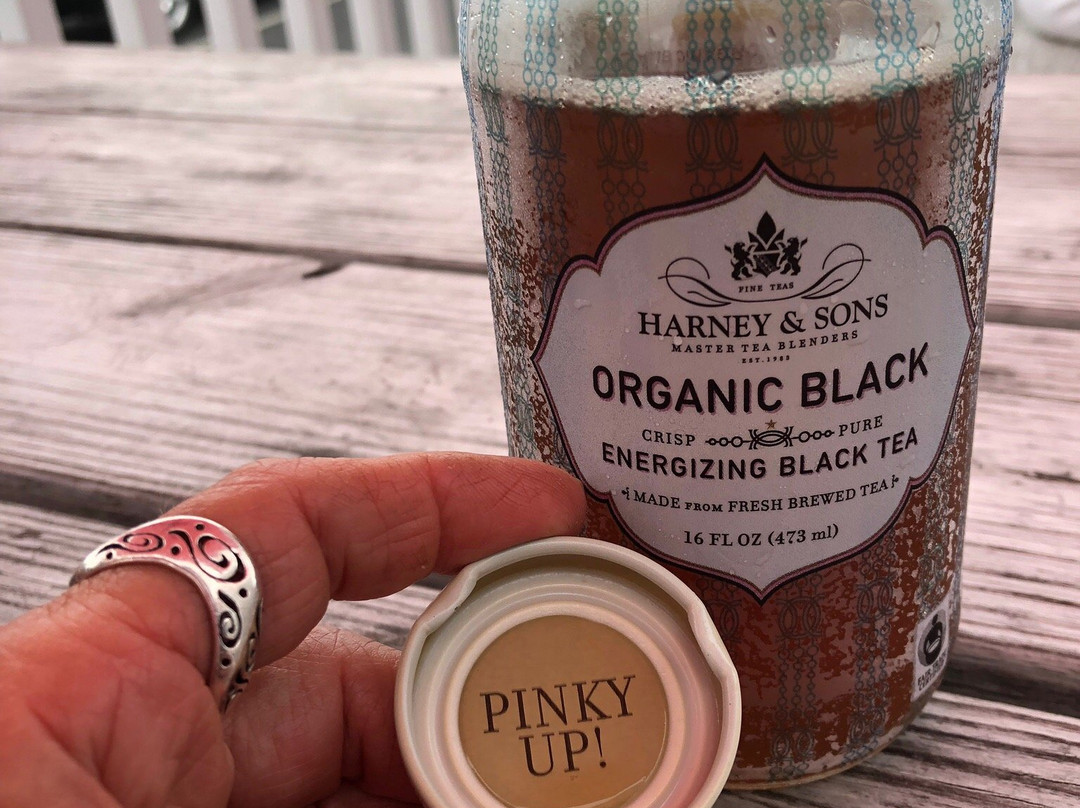 FINE TEAS
HARNEY & SONS
MASTER TEA BLENDERS
EST. 1983
ORGANIC BLACK
CRISP PURE
ENERGIZING BLACK TEA
MADE FROM FRESH BREWED TEA
16 FL OZ (473 ml)
PINKY
UP!